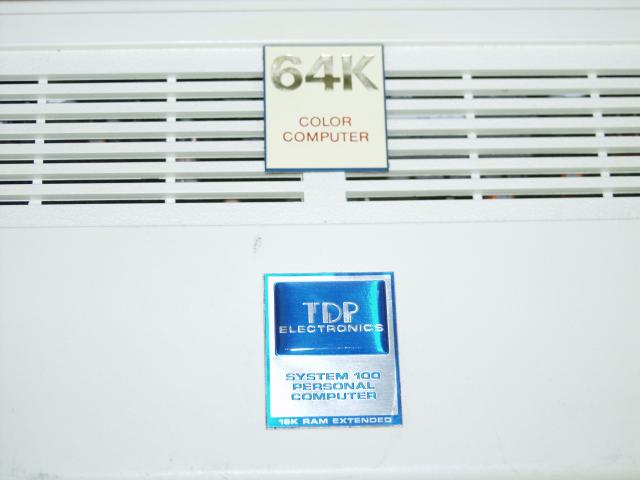 64K
COLOR
COMPUTER
TDP
ELECTRONICS
SYSTEM 100
PERSONAL
COMPUTER
16K RAM EXTENDED